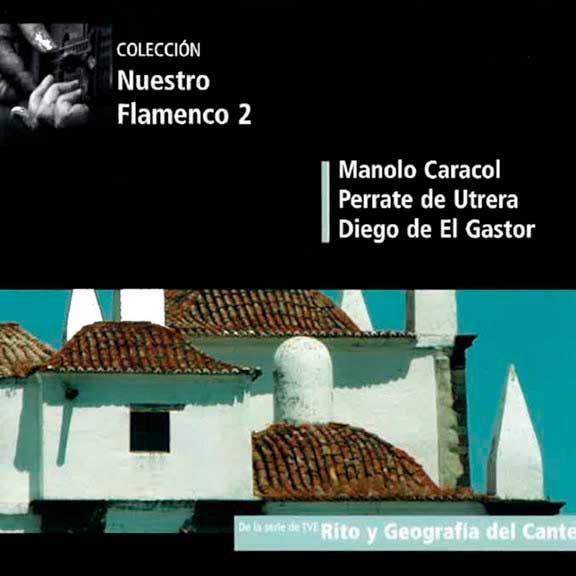 COLECCIÓN
Nuestro
Flamenco 2
Manolo Caracol
Perrate de Utrera
Diego de El Gastor
De la serie de TVE Rito y Geografía del Cante